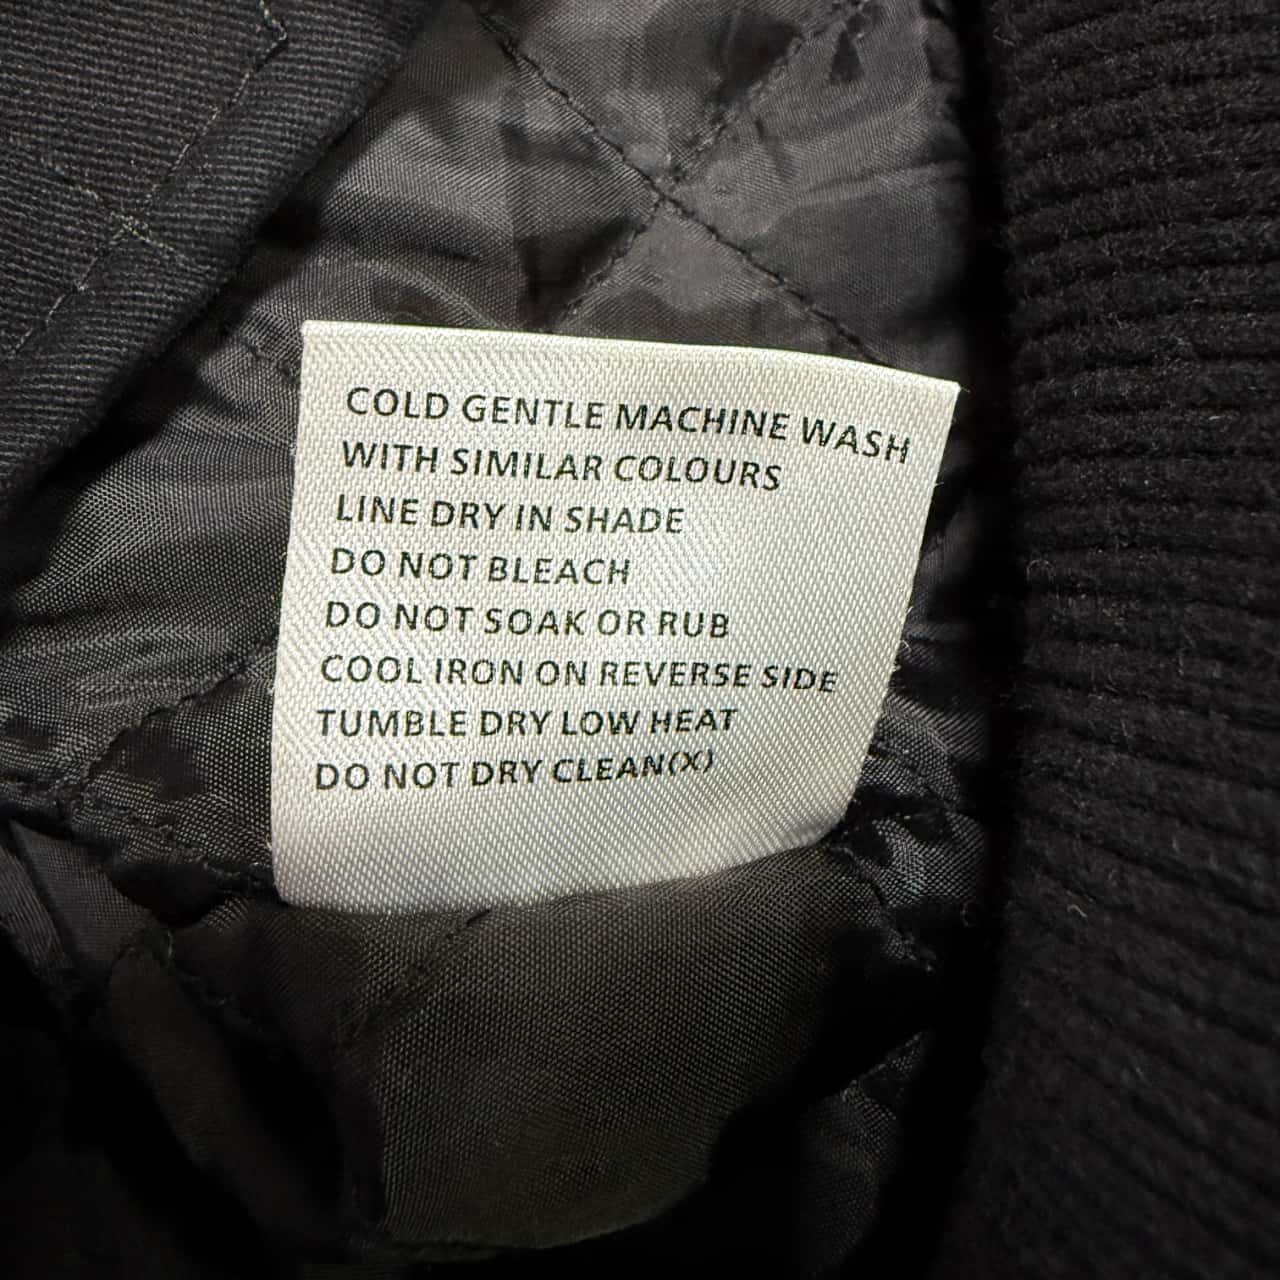 COLD GENTLE MACHINE WASH
WITH SIMILAR COLOURS
LINE DRY IN SHADE
DO NOT BLEACH
DO NOT SOAK OR RUB
COOL IRON ON REVERSE SIDE
TUMBLE DRY LOW HEAT
DO NOT DRY CLEAN(X)